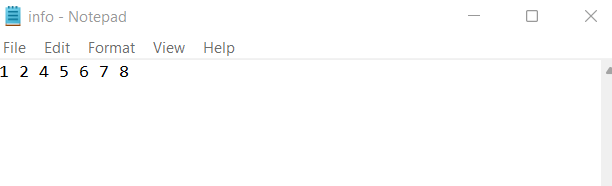 info - Notepad
File Edit Format View Help
1 2 4 5 6 7 8